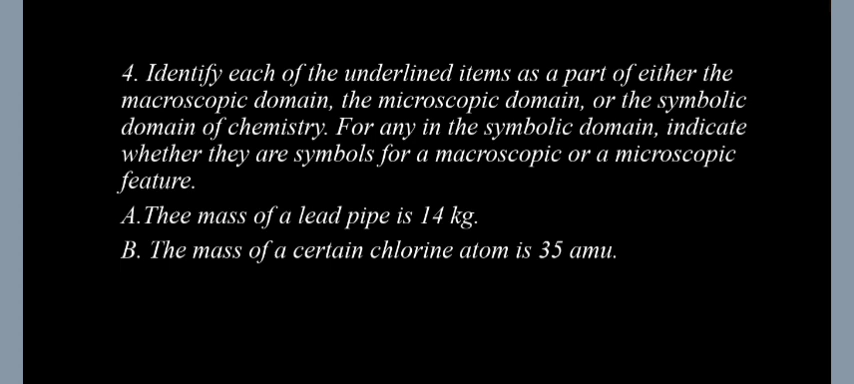 4. Identify each of the underlined items as a part of either the
macroscopic domain, the microscopic domain, or the symbolic
domain of chemistry. For any in the symbolic domain, indicate
whether they are symbols for a macroscopic or a microscopic
feature.
A.Thee mass of a lead pipe is 14 kg.
B. The mass of a certain chlorine atom is 35 amu.